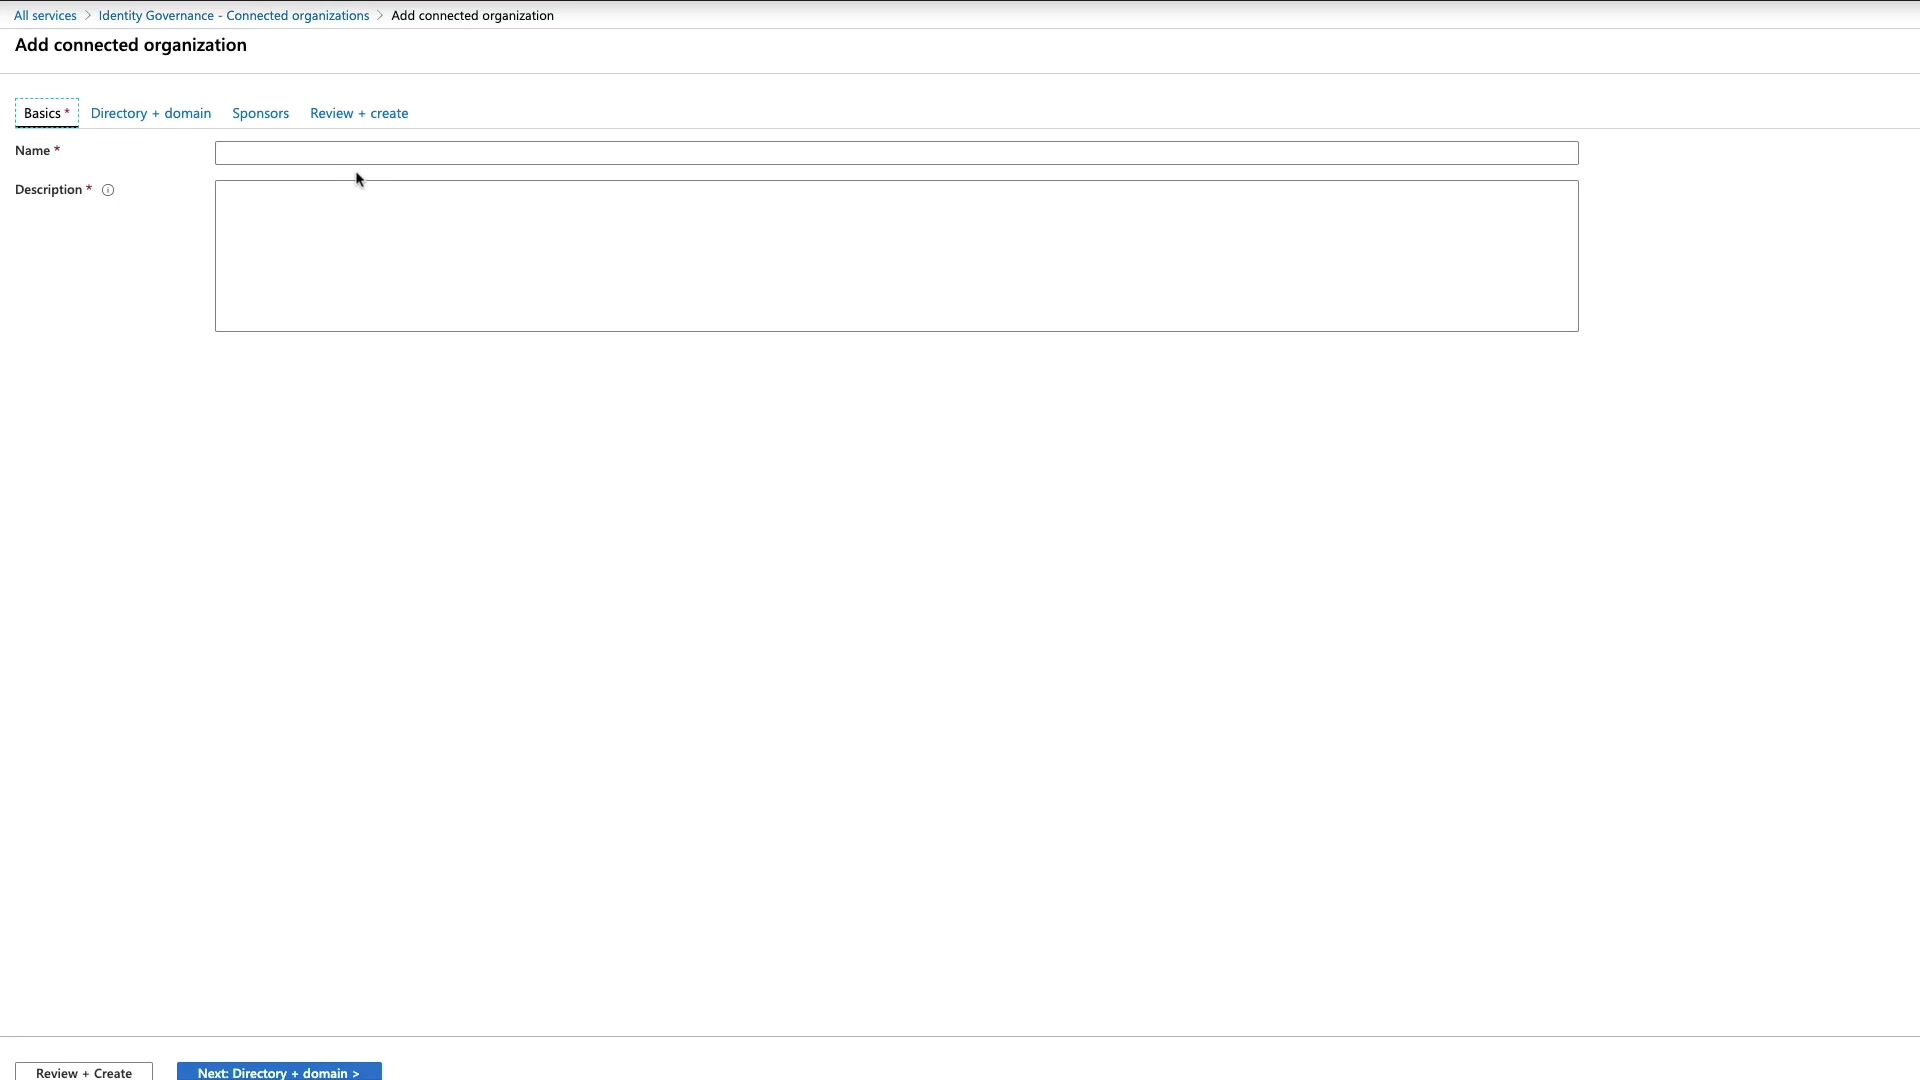 All services > Identity Governance - Connected organizations > Add connected organization
Add connected organization
Basics * Directory + domain Sponsors Review + create
Name *
Description *
Review + Create Next: Directory + domain >